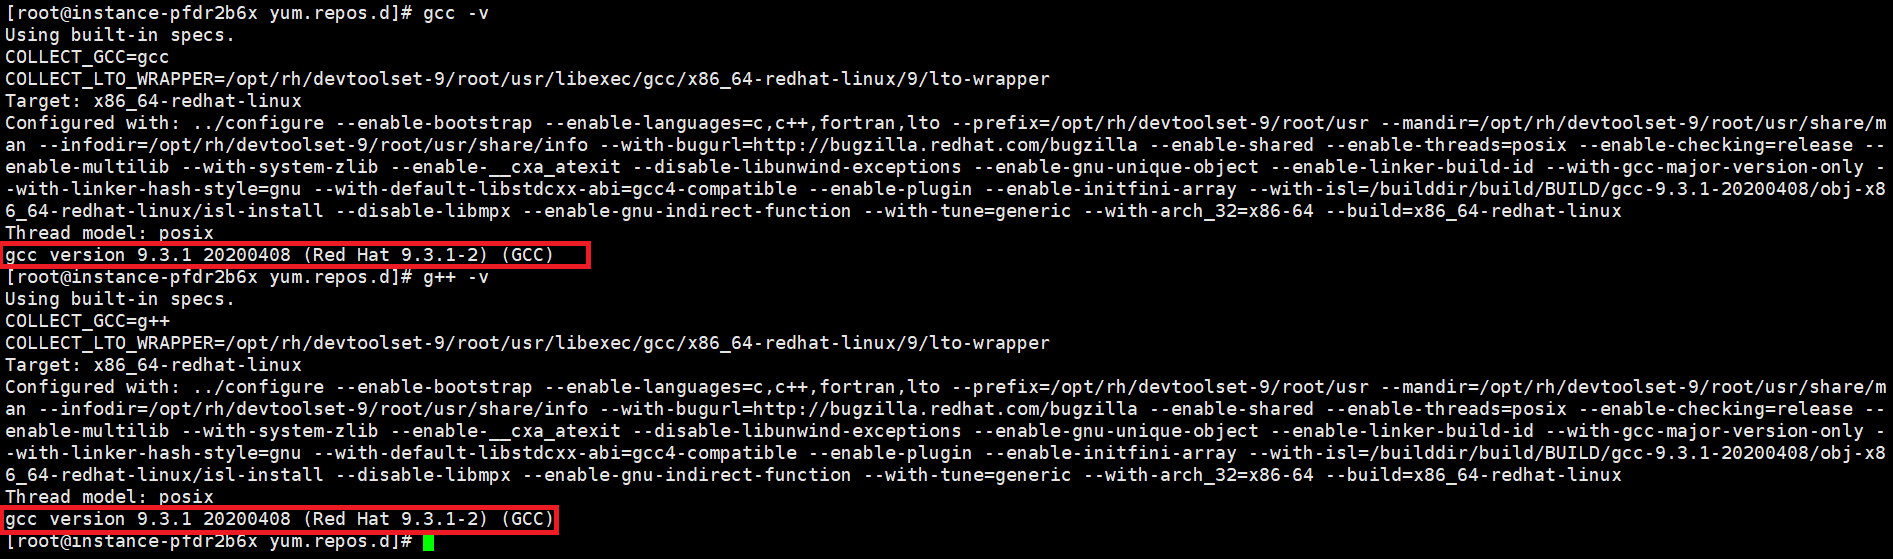 [root@instance-pfdr2b6x yum.repos.d]# gcc -v
Using built-in specs.
COLLECT_GCC=gcc
COLLECT_LTO_WRAPPER=/opt/rh/devtoolset-9/root/usr/libexec/gcc/x86_64-redhat-linux/9/lto-wrapper
Target: x86_64-redhat-linux
Configured with: ../configure --enable-bootstrap --enable-languages=c,c++,fortran,lto --prefix=/opt/rh/devtoolset-9/root/usr --mandir=/opt/rh/devtoolset-9/root/usr/share/m
an --infodir=/opt/rh/devtoolset-9/root/usr/share/info --with-bugurl=http://bugzilla.redhat.com/bugzilla --enable-shared --enable-threads=posix --enable-checking=release --
enable-multilib --with-system-zlib --enable-__cxa_atexit --disable-libunwind-exceptions --enable-gnu-unique-object --enable-linker-build-id --with-gcc-major-version-only -
-with-linker-hash-style=gnu --with-default-libstdcxx-abi=gcc4-compatible --enable-plugin --enable-initfini-array --with-isl=/builddir/build/BUILD/gcc-9.3.1-20200408/obj-x8
6_64-redhat-linux/isl-install --disable-libmpx --enable-gnu-indirect-function --with-tune=generic --with-arch_32=x86-64 --build=x86_64-redhat-linux
Thread model: posix
gcc version 9.3.1 20200408 (Red Hat 9.3.1-2) (GCC)
[root@instance-pfdr2b6x yum.repos.d]# g++ -v
Using built-in specs.
COLLECT_GCC=g++
COLLECT_LTO_WRAPPER=/opt/rh/devtoolset-9/root/usr/libexec/gcc/x86_64-redhat-linux/9/lto-wrapper
Target: x86_64-redhat-linux
Configured with: ../configure --enable-bootstrap --enable-languages=c,c++,fortran,lto --prefix=/opt/rh/devtoolset-9/root/usr --mandir=/opt/rh/devtoolset-9/root/usr/share/m
an --infodir=/opt/rh/devtoolset-9/root/usr/share/info --with-bugurl=http://bugzilla.redhat.com/bugzilla --enable-shared --enable-threads=posix --enable-checking=release --
enable-multilib --with-system-zlib --enable-__cxa_atexit --disable-libunwind-exceptions --enable-gnu-unique-object --enable-linker-build-id --with-gcc-major-version-only -
-with-linker-hash-style=gnu --with-default-libstdcxx-abi=gcc4-compatible --enable-plugin --enable-initfini-array --with-isl=/builddir/build/BUILD/gcc-9.3.1-20200408/obj-x8
6_64-redhat-linux/isl-install --disable-libmpx --enable-gnu-indirect-function --with-tune=generic --with-arch_32=x86-64 --build=x86_64-redhat-linux
Thread model: posix
gcc version 9.3.1 20200408 (Red Hat 9.3.1-2) (GCC)
[root@instance-pfdr2b6x yum.repos.d]#